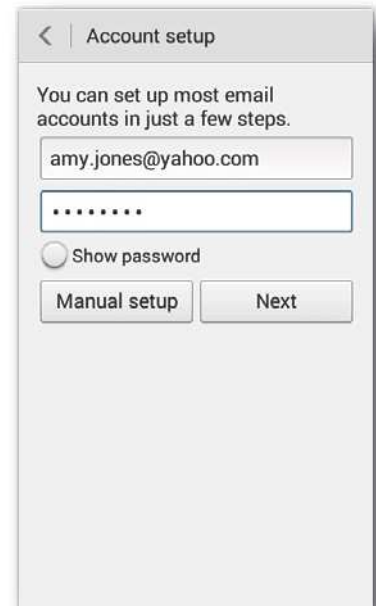 Account setup
You can set up most email
accounts in just a few steps.
amy.jones@yahoo.com
••••••••
Show password
Manual setup Next